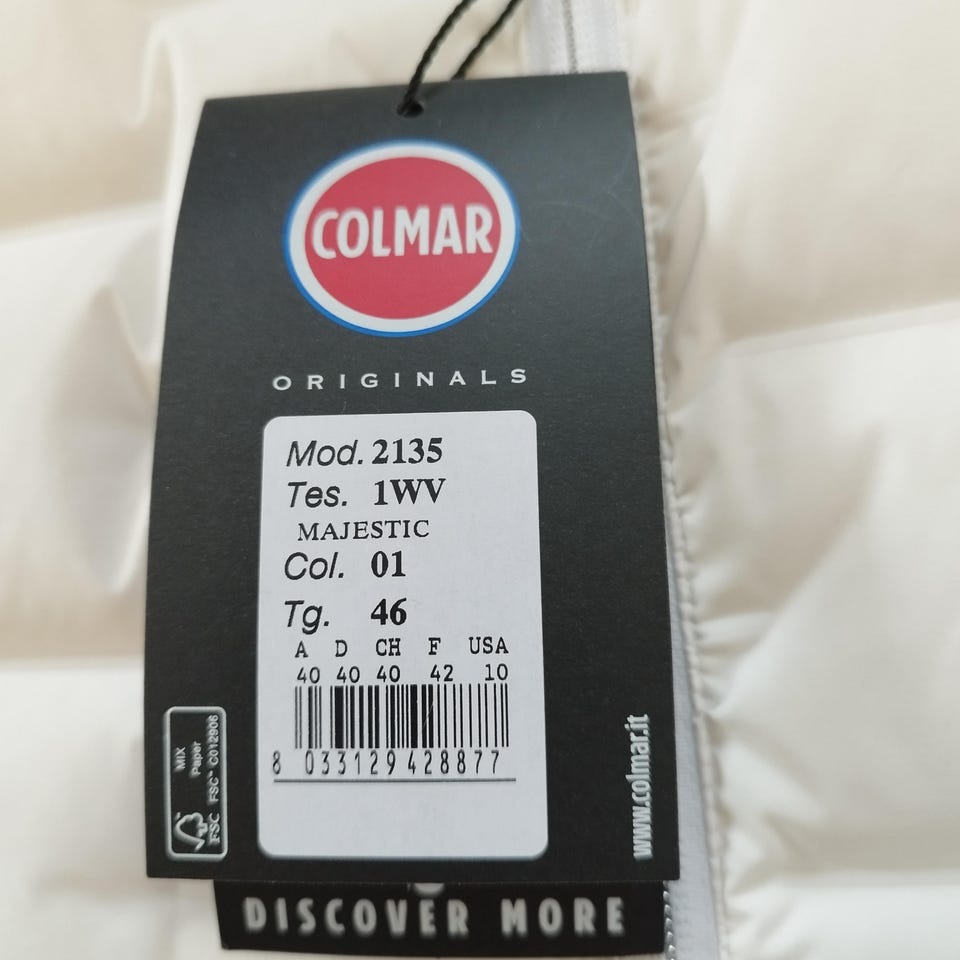 COLMAR
ORIGINALS
Mod. 2135
Tes. 1WV
MAJESTIC
Col. 01
Tg. 46
A D CH F USA
40 40 40 42 10
8 033129 428877
MIX
Paper
FSC™ C012906
FSC
www.colmar.it
DISCOVER MORE